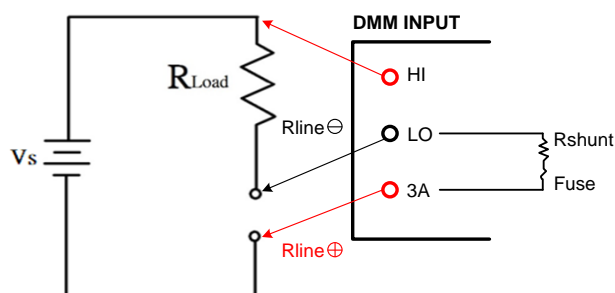 DMM INPUT
HI
RLoad
Rline⊖
LO
Rshunt
Vs
Fuse
3A
Rline⊕